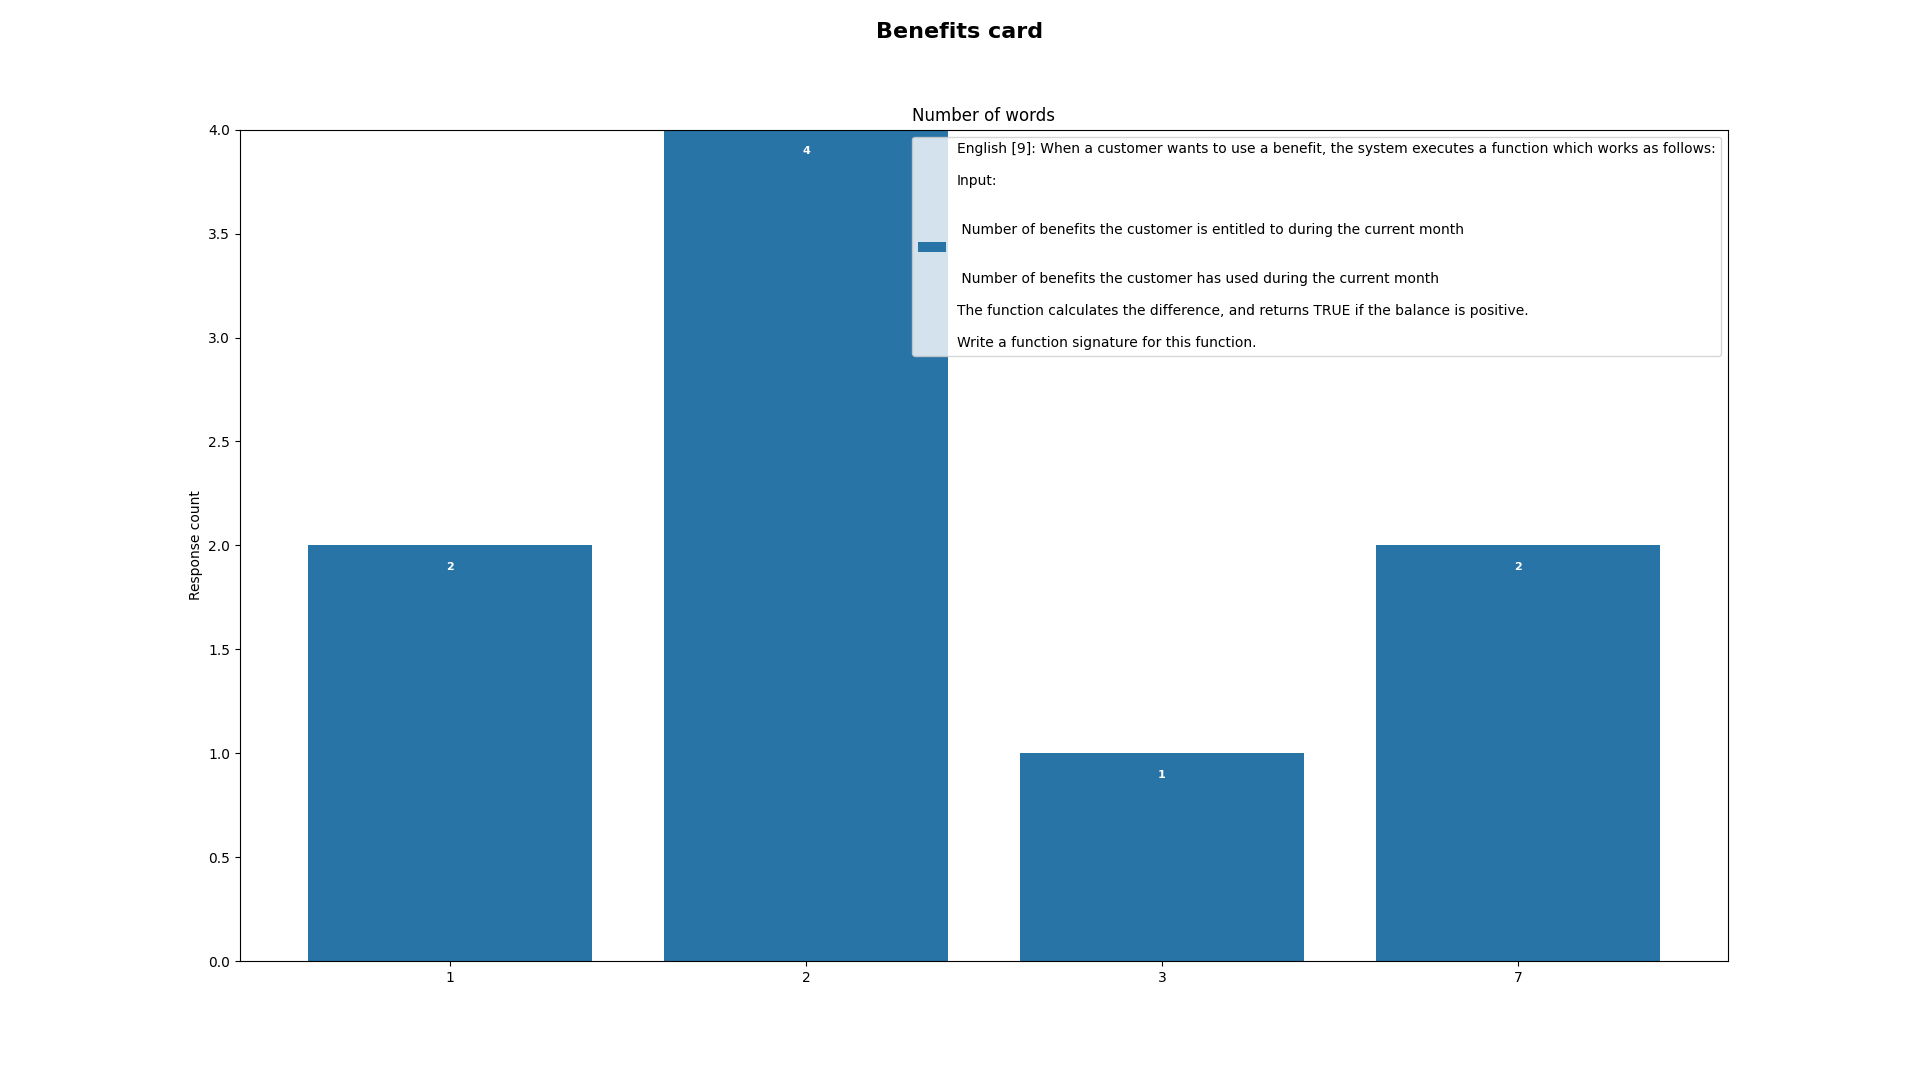 Benefits card
Number of words
English [9]: When a customer wants to use a benefit, the system executes a function which works as follows:
Input:
Number of benefits the customer is entitled to during the current month
Number of benefits the customer has used during the current month
The function calculates the difference, and returns TRUE if the balance is positive.
Write a function signature for this function.
Response count
4.0
3.5
3.0
2.5
2.0
1.5
1.0
0.5
0.0
2
4
1
2
1
2
3
7